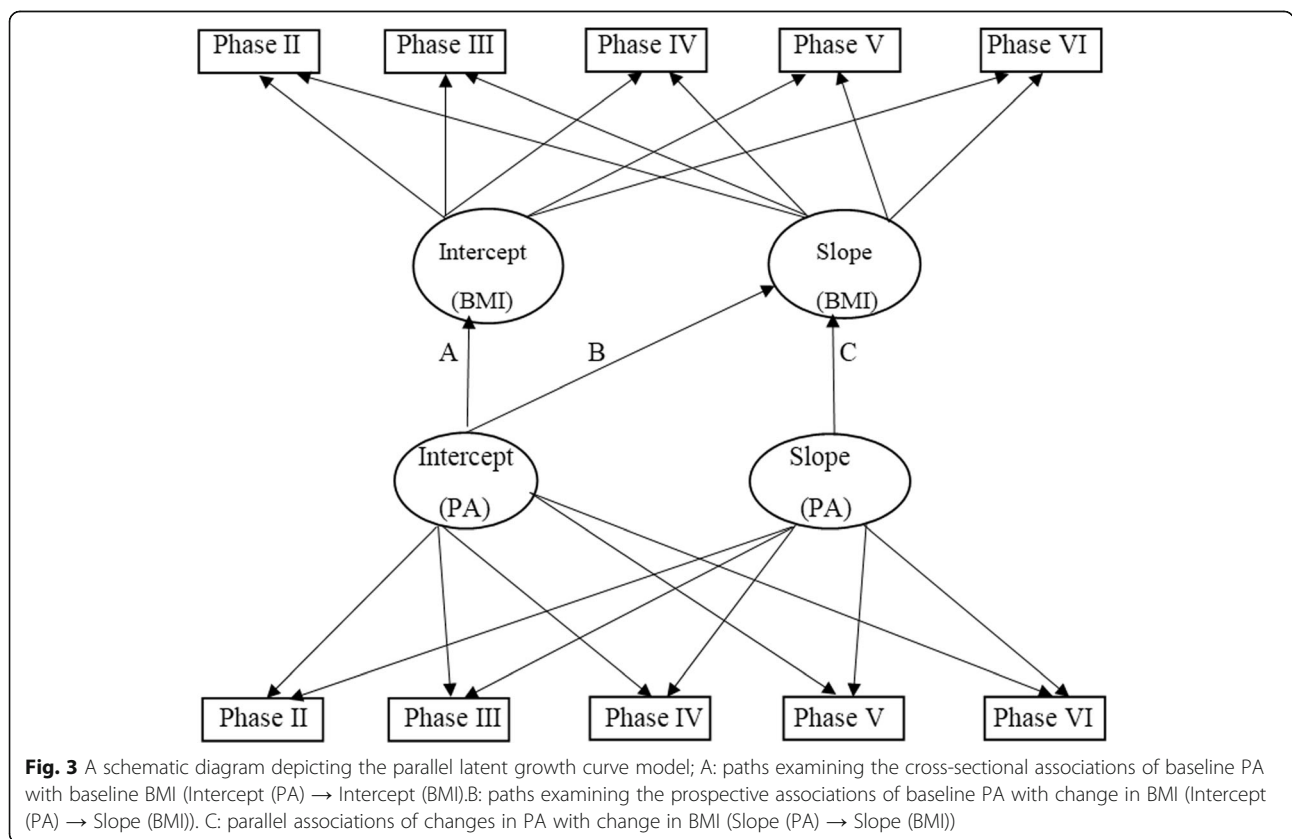 Phase II Phase III Phase IV Phase V Phase VI
Intercept Slope
(BMI) (BMI)
A B C
Intercept Slope
(PA) (PA)
Phase II Phase III Phase IV Phase V Phase VI
Fig. 3 A schematic diagram depicting the parallel latent growth curve model; A: paths examining the cross-sectional associations of baseline PA
with baseline BMI (Intercept (PA) → Intercept (BMI).B: paths examining the prospective associations of baseline PA with change in BMI (Intercept
(PA) → Slope (BMI)). C: parallel associations of changes in PA with change in BMI (Slope (PA) → Slope (BMI))